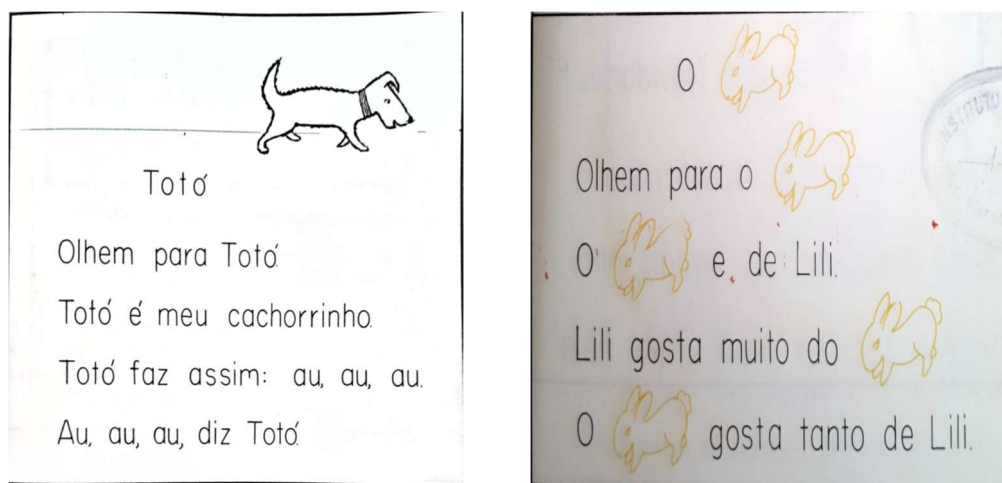 Totó
Olhem para Totó.
Totó é meu cachorrinho.
Totó faz assim: au, au, au.
Au, au, au, diz Totó.
O
Olhem para o
O e de Lili.
Lili gosta muito do
O gosta tanto de Lili.
INSTITUTO